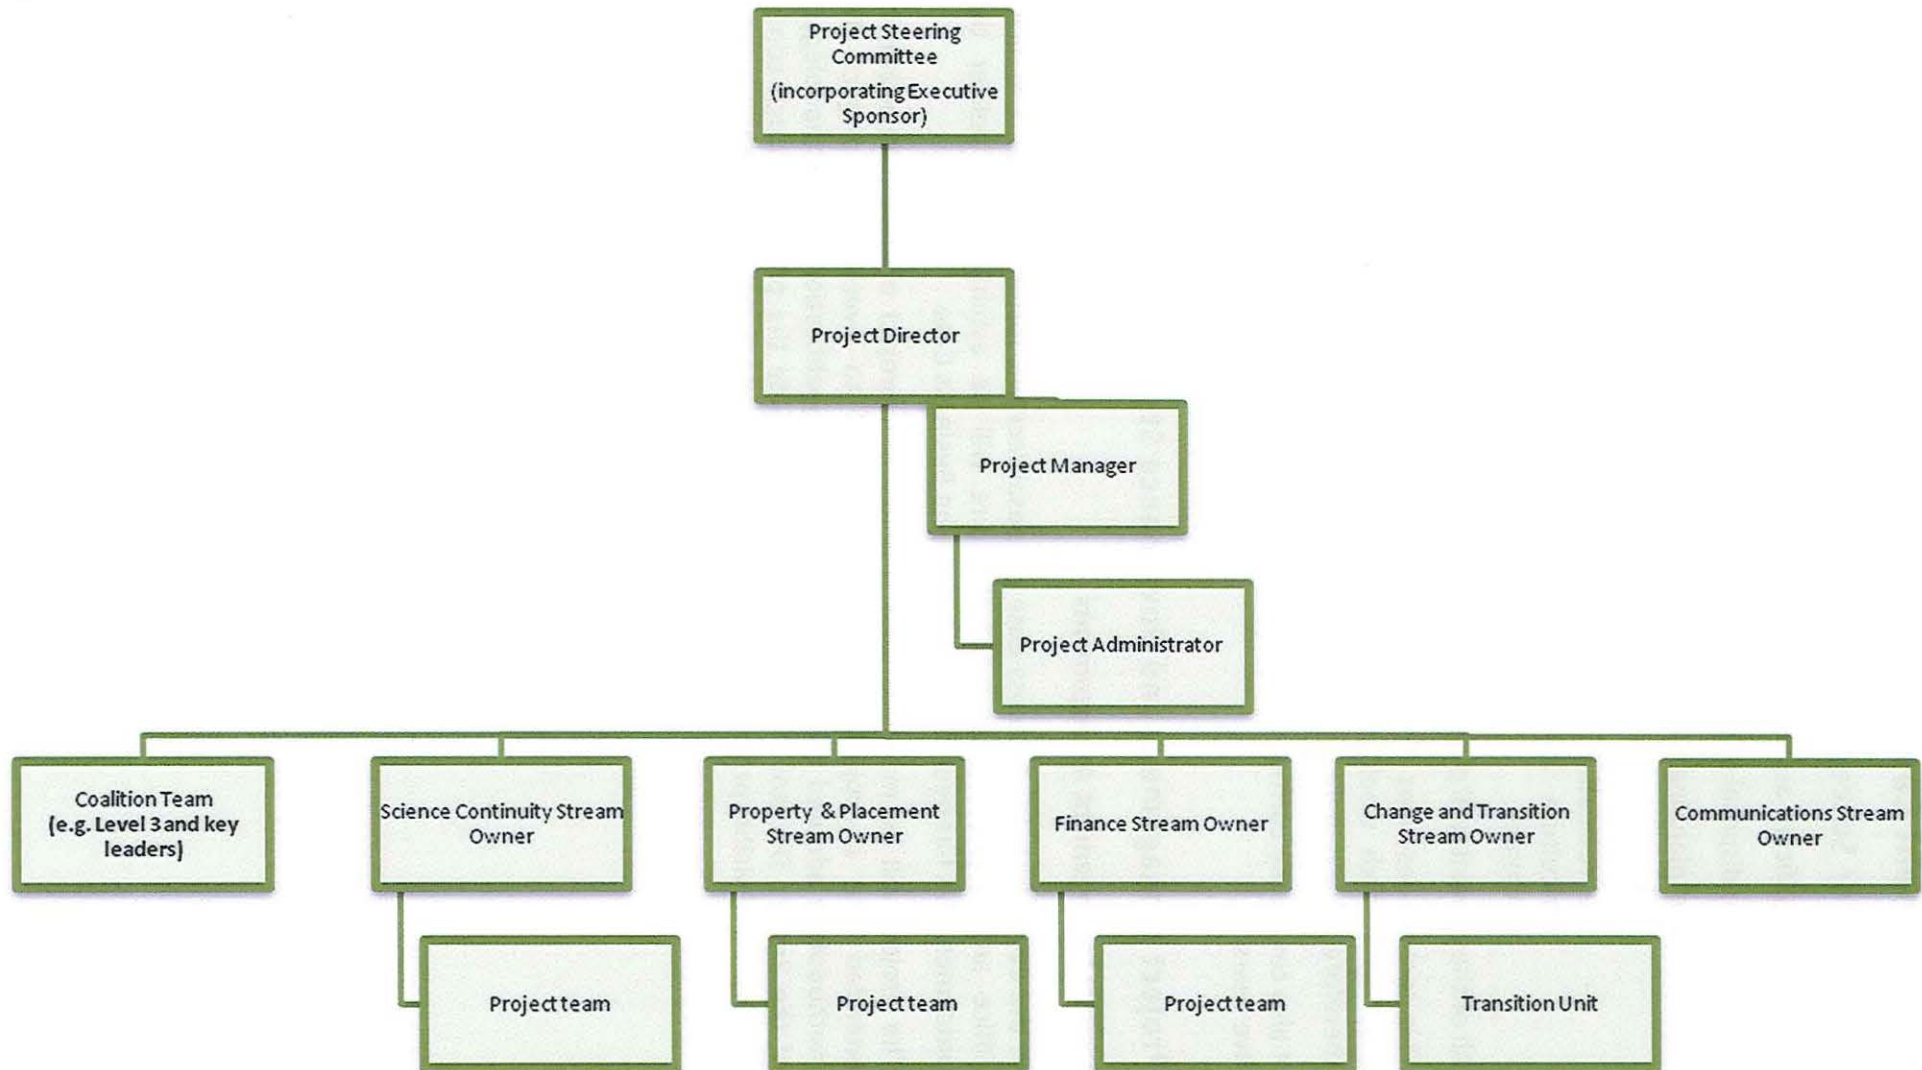 Project Steering
Committee
(incorporating Executive
Sponsor)
Project Director
Project Manager
Project Administrator
Coalition Team
(e.g. Level 3 and key
leaders)
Science Continuity Stream
Owner
Property & Placement
Stream Owner
Finance Stream Owner
Change and Transition
Stream Owner
Communications Stream
Owner
Project team
Project team
Project team
Transition Unit